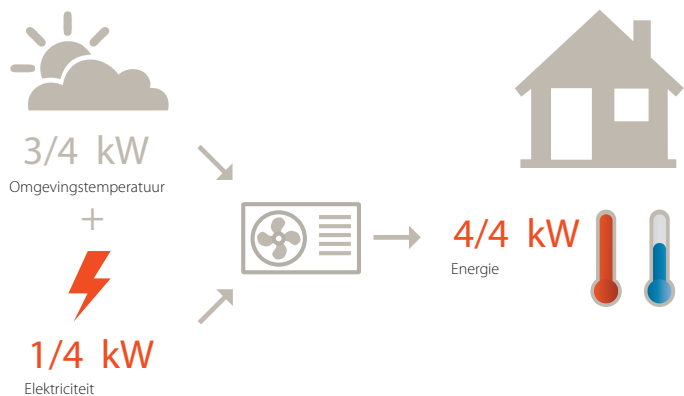 3/4 kW
Omgevingstemperatuur
+
1/4 kW
Elektriciteit
4/4 kW
Energie